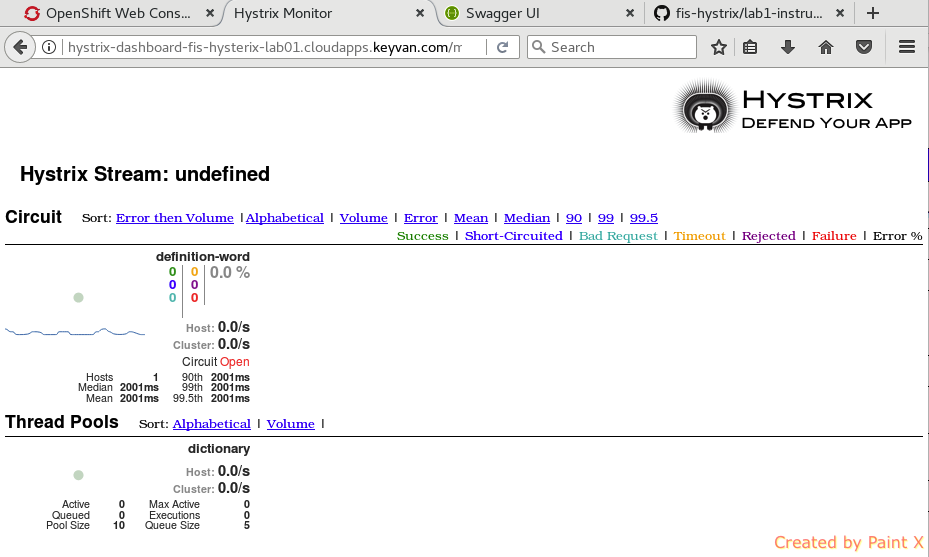 OpenShift Web Cons... × Hystrix Monitor × Swagger UI × fis-hystrix/lab1-instru... × +
hystrix-dashboard-fis-hysterix-lab01.cloudapps.keyvan.com/m Search
HYSTRIX
DEFEND YOUR APP
Hystrix Stream: undefined
Circuit Sort: Error then Volume | Alphabetical | Volume | Error | Mean | Median | 90 | 99 | 99.5
Success | Short-Circuited | Bad Request | Timeout | Rejected | Failure | Error %
definition-word
0 0 0.0 %
0 0
0 0
Host: 0.0/s
Cluster: 0.0/s
Circuit Open
Hosts 1 90th 2001ms
Median 2001ms 99th 2001ms
Mean 2001ms 99.5th 2001ms
Thread Pools Sort: Alphabetical | Volume |
dictionary
Host: 0.0/s
Cluster: 0.0/s
Active 0 Max Active 0
Queued 0 Executions 0
Pool Size 10 Queue Size 5
Created by Paint X